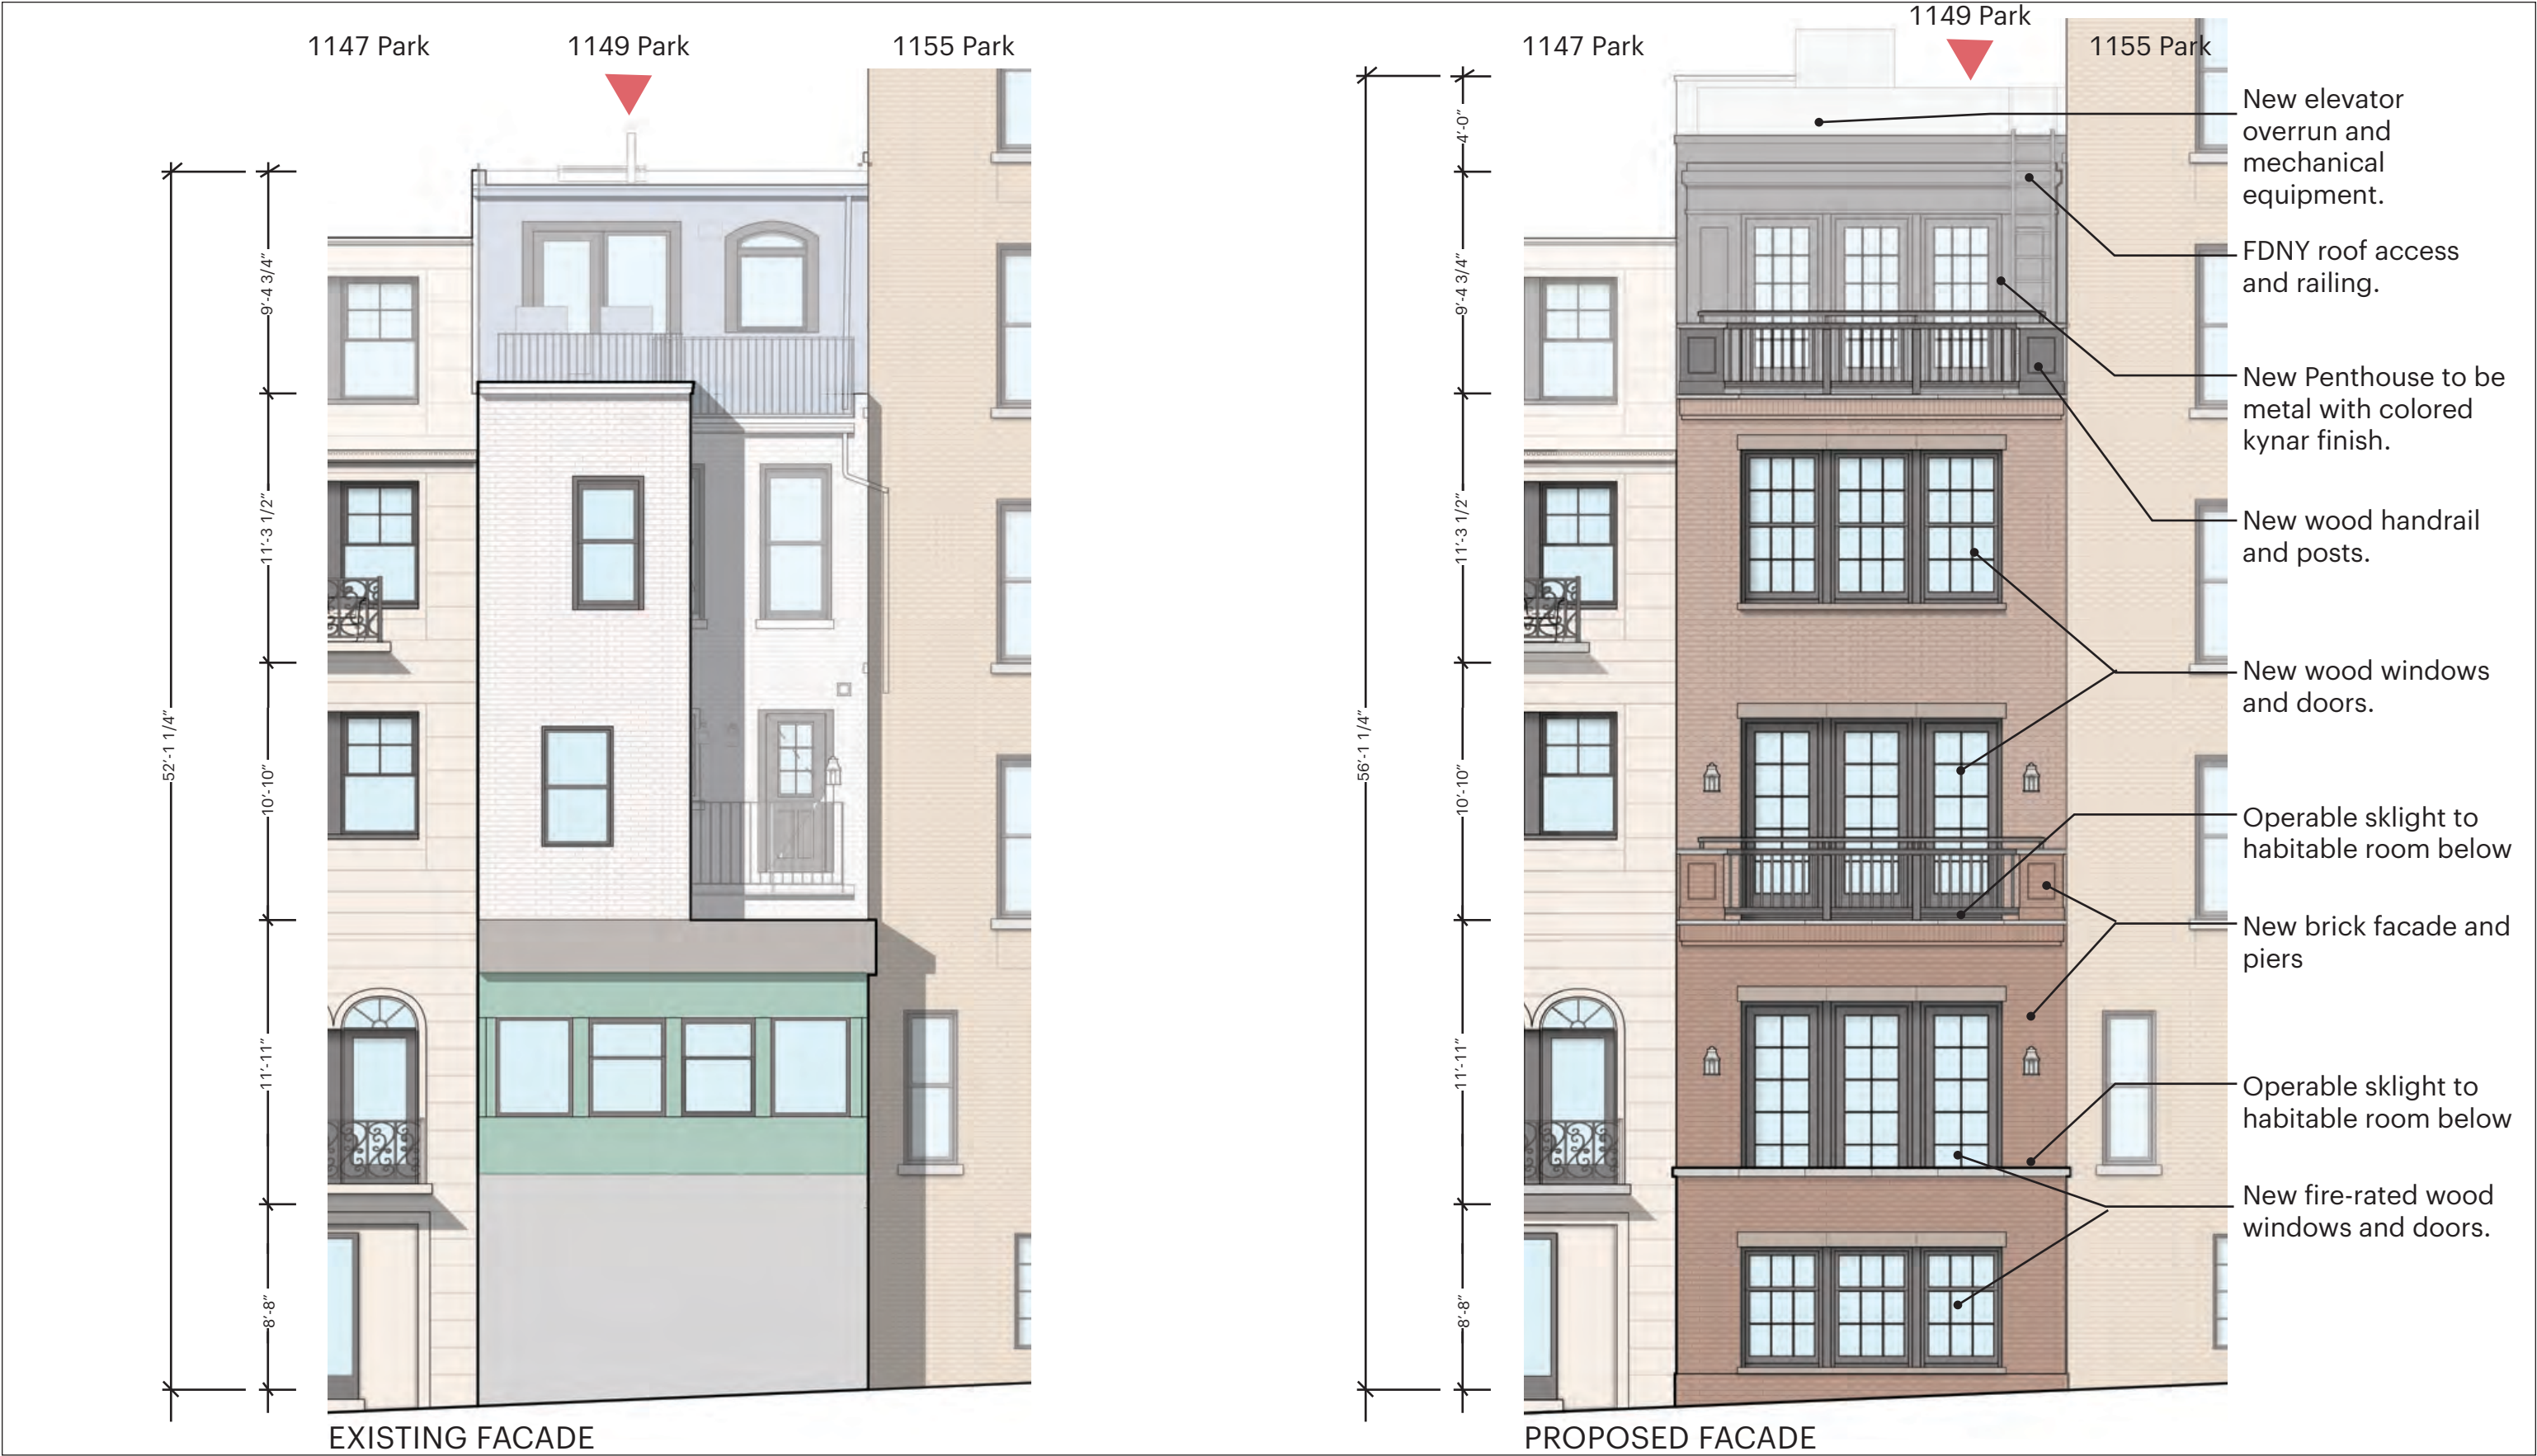 1147 Park
1149 Park
1155 Park
9'-4 3/4"
11'-3 1/2"
52'-1 1/4"
10'-10"
11'-11"
8'-8"
EXISTING FACADE
1147 Park
1149 Park
1155 Park
4'-0"
9'-4 3/4"
11'-3 1/2"
56'-1 1/4"
10'-10"
11'-11"
8'-8"
New elevator
overrun and
mechanical
equipment.
FDNY roof access
and railing.
New Penthouse to be
metal with colored
kynar finish.
New wood handrail
and posts.
New wood windows
and doors.
Operable sklight to
habitable room below
New brick facade and
piers
Operable sklight to
habitable room below
New fire-rated wood
windows and doors.
PROPOSED FACADE